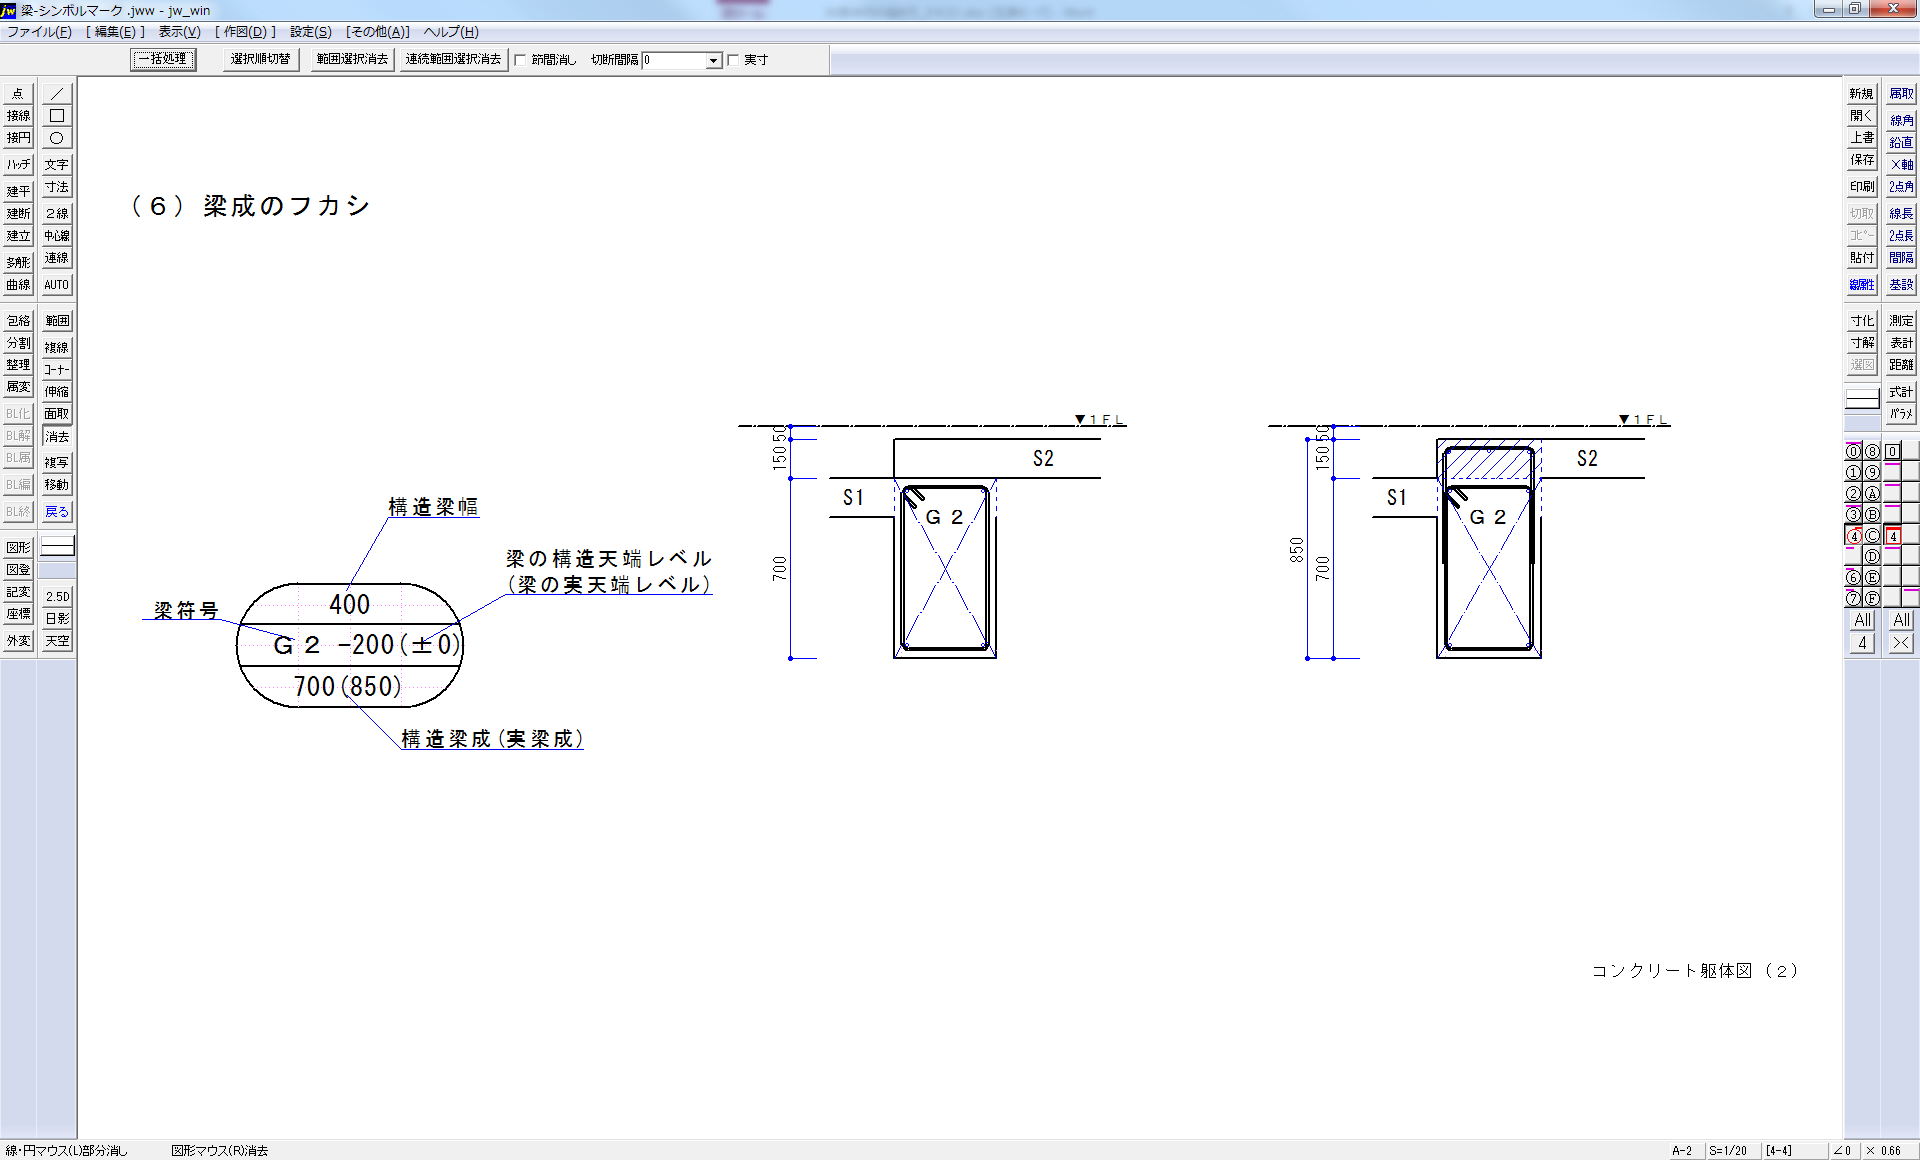 梁-シンボルマーク .jww - jw_win
ファイル(F) [ 編集(E) ] 表示(V) [ 作図(D) ] 設定(S) [その他(A)] ヘルプ(H)
一括処理 選択順切替 範囲選択消去 連続範囲選択消去 節間消し 切断間隔 0 実寸
点 ／
接線 □
接円 ○
ハッチ 文字
建平 寸法
建断 2線
建立 中心線
多角形 連線
曲線 AUTO
包絡 範囲
分割 複線
整理 コーナー
属変 伸縮
BL化 面取
BL解 消去
BL属 複写
BL編 移動
BL終 戻る
図形
図登
記変 2.5D
座標 日影
外変 天空
（６）梁成のフカシ
構造梁幅
梁の構造天端レベル
(梁の実天端レベル)
梁符号
400
Ｇ２ -200(±0)
700(850)
構造梁成(実梁成)
▼１ＦＬ
50
150
S2
S1
Ｇ２
700
▼１ＦＬ
50
150
S2
S1
Ｇ２
850
700
コンクリート躯体図（２）
新規 属取
開く 線角
上書 鉛直
保存 X軸
印刷 2点角
切取 線長
コピー 2点長
貼付 間隔
線属性 基設
寸化 測定
寸解 表計
選図 距離
式計
パラメ
0 8 0
1 9
2 A
3 B
4 C 4
D
6 E
7 F
All All
4 ×
線・円マウス(L)部分消し 図形マウス(R)消去
A-2 S=1/20 [4-4] ∠0 × 0.66